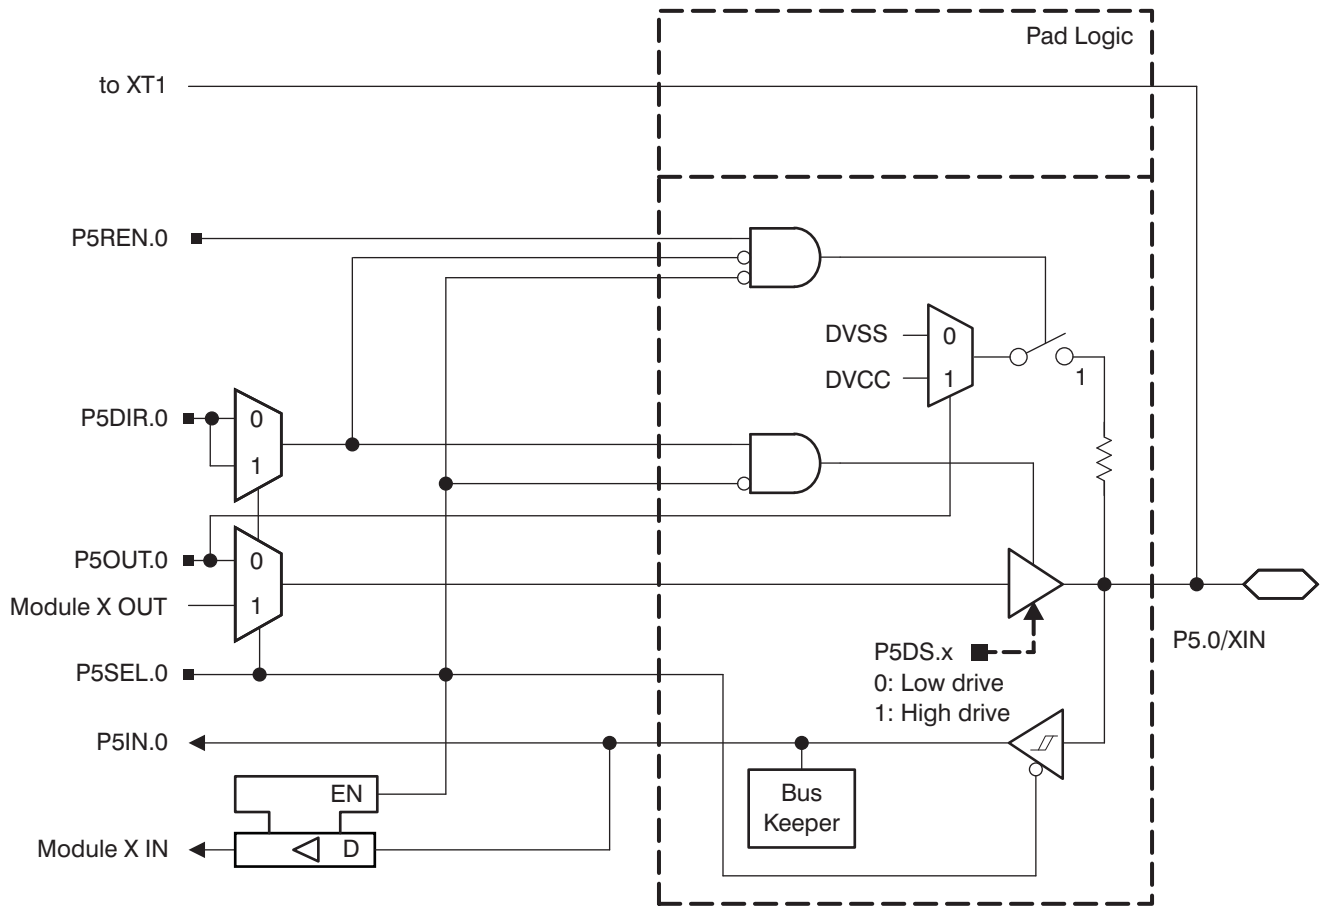 Pad Logic
to XT1
P5REN.0
DVSS
0
DVCC
1
1
P5DIR.0
0
1
P5OUT.0
0
Module X OUT
1
P5.0/XIN
P5SEL.0
P5DS.x
0: Low drive
1: High drive
P5IN.0
Bus
Keeper
EN
Module X IN
D